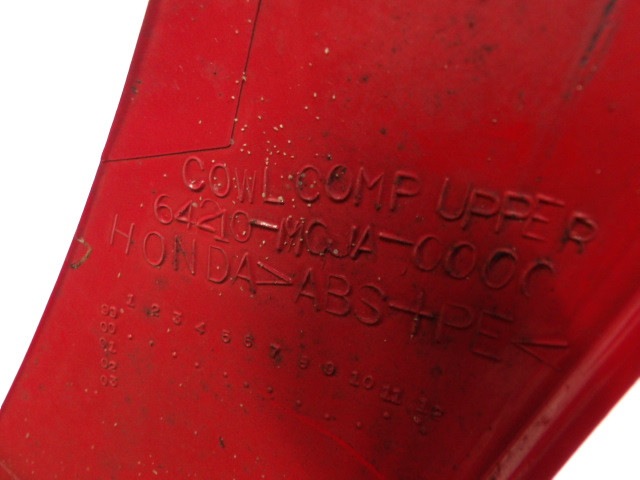 COWL COMP UPPER
64210-MCJA-0000
HONDA >ABS+PE<
1 2 3 4 5 6 7 8 9 10 11 12